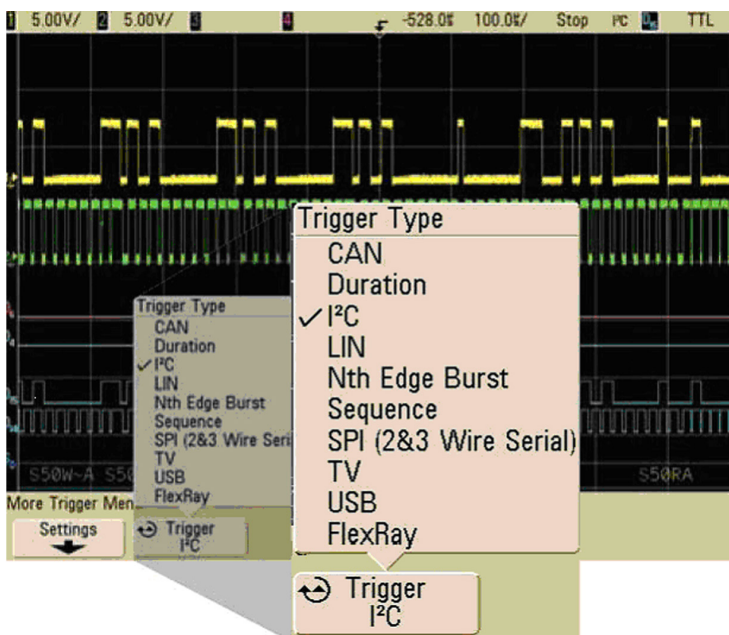 1 5.00V/ 2 5.00V/ 3 4 -528.0% 100.0%/ Stop I²C TTL
Trigger Type
CAN
Duration
✓ I²C
LIN
Nth Edge Burst
Sequence
SPI (2&3 Wire Serial)
TV
USB
FlexRay
Trigger
I²C
Trigger Type
CAN
Duration
✓ I²C
LIN
Nth Edge Burst
Sequence
SPI (2&3 Wire Seri
TV
USB
FlexRay
S50W~A S50
S50RA
More Trigger Men
Settings
Trigger
I²C